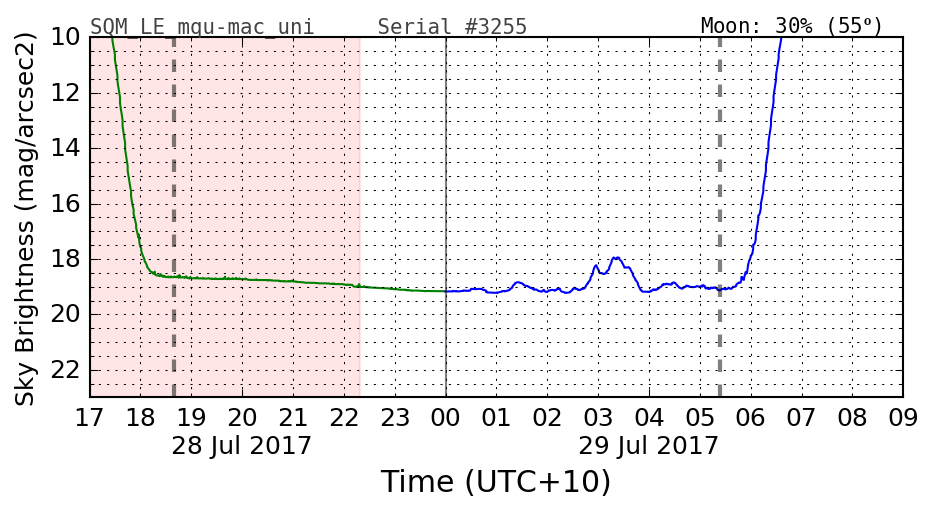 SQM_LE_mqu-mac_uni Serial #3255 Moon: 30% (55°)
10
12
14
16
18
20
22
Sky Brightness (mag/arcsec2)
17 18 19 20 21 22 23 00 01 02 03 04 05 06 07 08 09
28 Jul 2017 29 Jul 2017
Time (UTC+10)